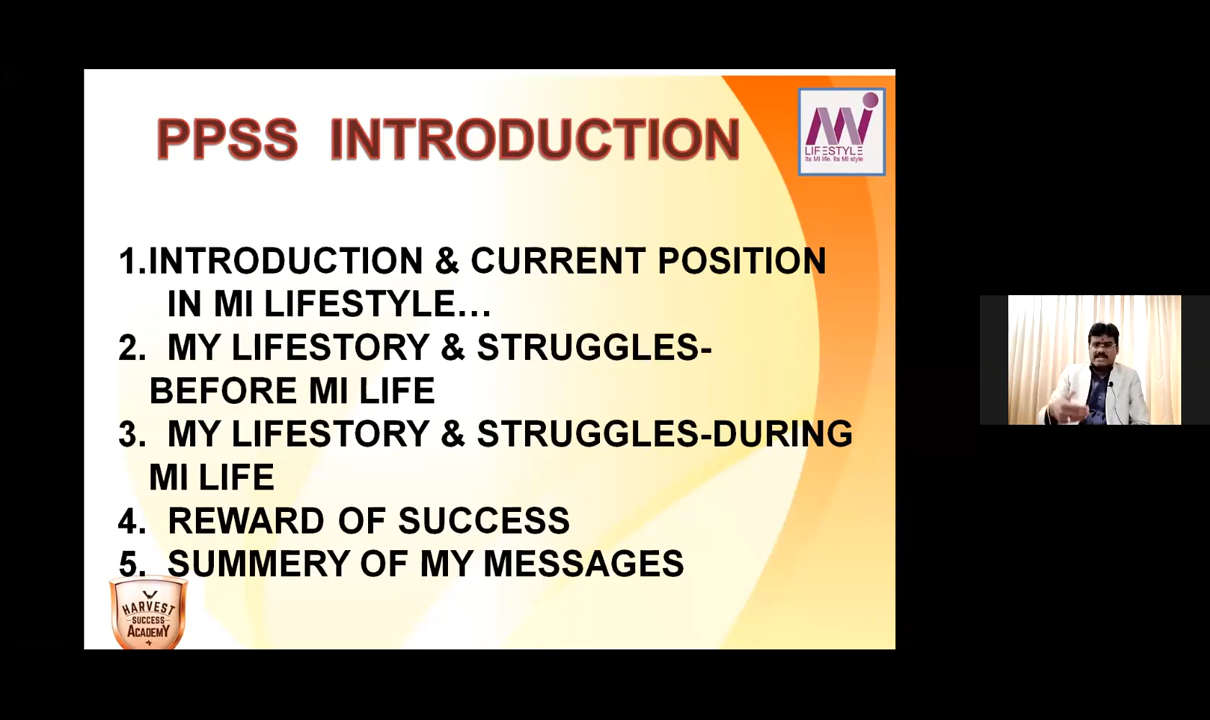 PPSS INTRODUCTION
Mi
LIFESTYLE
Its Mi life. Its Mi style
1.INTRODUCTION & CURRENT POSITION
IN MI LIFESTYLE...
2. MY LIFESTORY & STRUGGLES-
BEFORE MI LIFE
3. MY LIFESTORY & STRUGGLES-DURING
MI LIFE
4. REWARD OF SUCCESS
5. SUMMERY OF MY MESSAGES
HARVEST
SUCCESS
ACADEMY